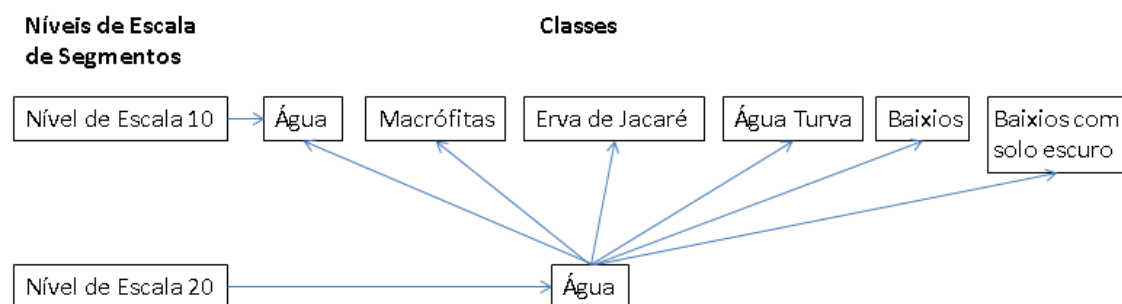 Níveis de Escala
de Segmentos
Classes
Nível de Escala 10
Água
Macrófitas
Erva de Jacaré
Água Turva
Baixios
Baixios com
solo escuro
Nível de Escala 20
Água